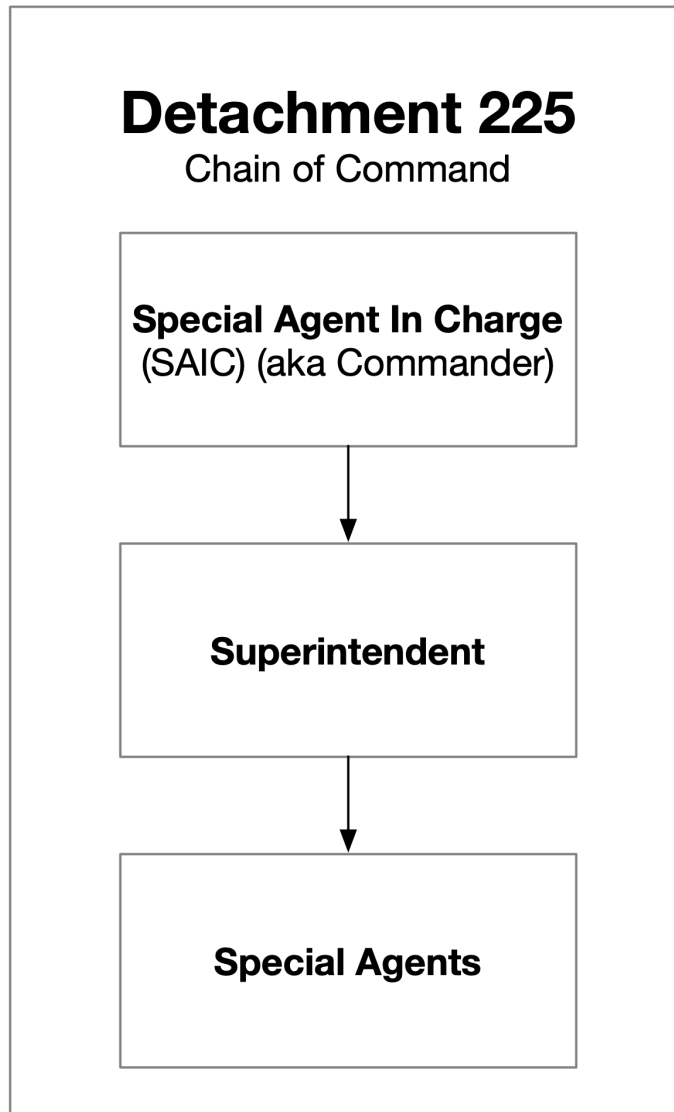 Detachment 225
Chain of Command
Special Agent In Charge
(SAIC) (aka Commander)
Superintendent
Special Agents